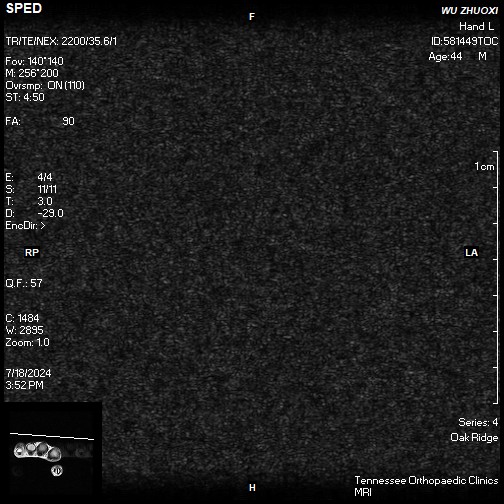 SPED
F
WU ZHUOXI
Hand L
TR/TE/NEX: 2200/35.6/1
ID:581449TOC
Age:44 M
Fov: 140*140
M: 256*200
Ovrsmp: ON (110)
ST: 4:50
FA: 90
1cm
E: 4/4
S: 11/11
T: 3.0
D: -29.0
EncDir: >
RP
LA
Q.F.: 57
C: 1484
W: 2895
Zoom: 1.0
7/18/2024
3:52 PM
Series: 4
Oak Ridge
Tennessee Orthopaedic Clinics
H
MRI